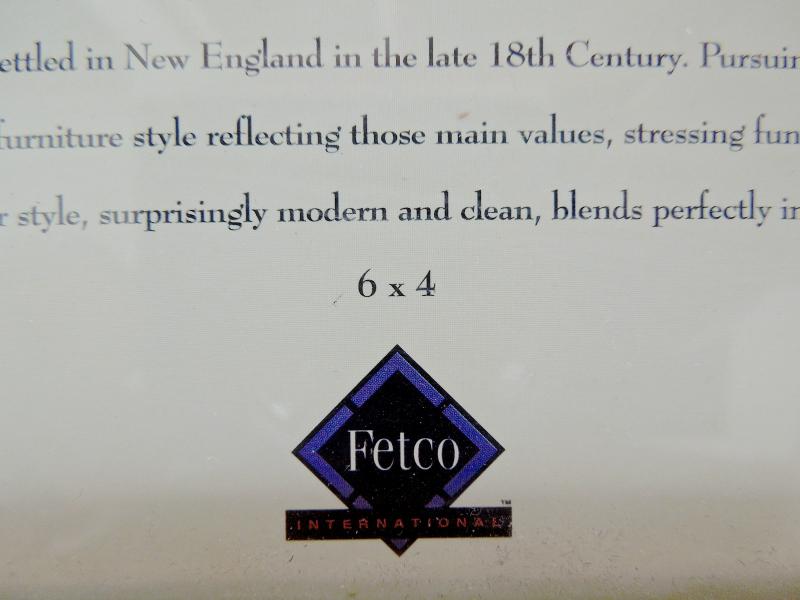 ettled in New England in the late 18th Century. Pursuin
furniture style reflecting those main values, stressing fun
r style, surprisingly modern and clean, blends perfectly in
6 x 4
Fetco
TM
INTERNATIONAL